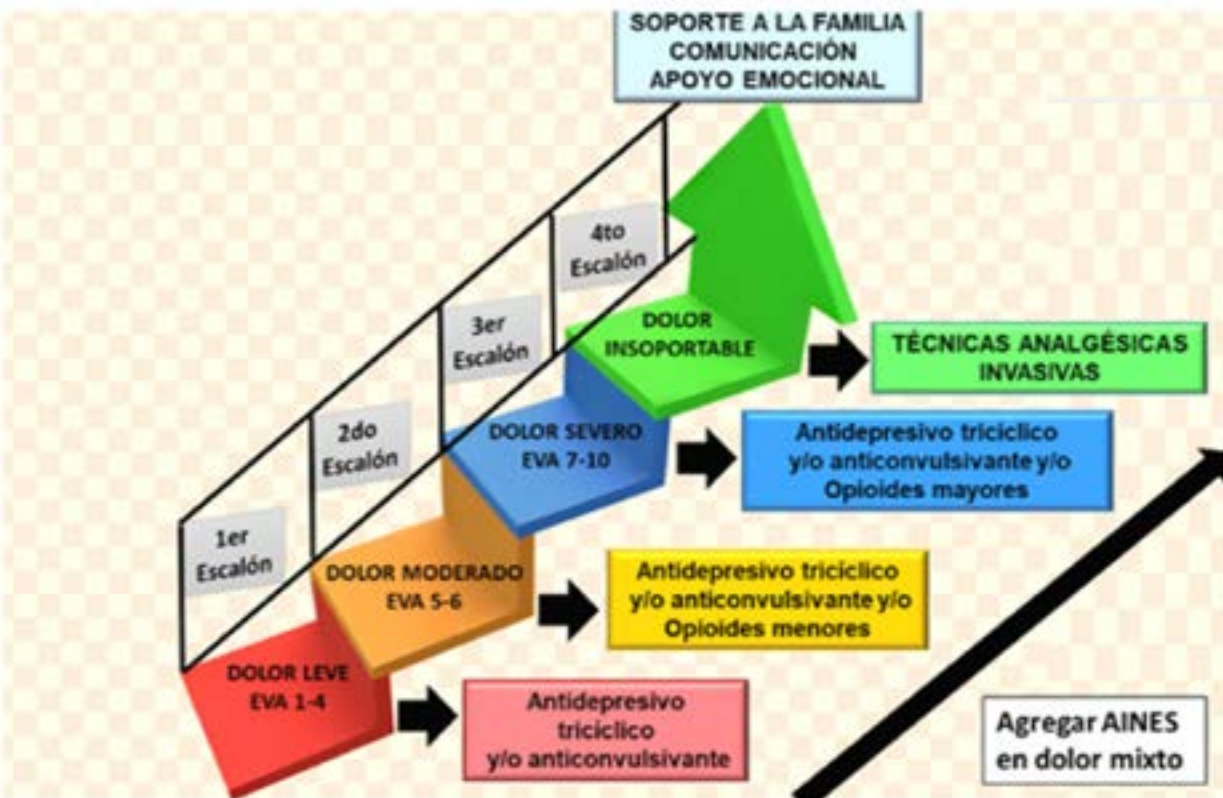 SOPORTE A LA FAMILIA
COMUNICACIÓN
APOYO EMOCIONAL
4to
Escalón
3er
Escalón
2do
Escalón
1er
Escalón
DOLOR
INSOPORTABLE
TÉCNICAS ANALGÉSICAS
INVASIVAS
DOLOR SEVERO
EVA 7-10
Antidepresivo tricíclico
y/o anticonvulsivante y/o
Opioides mayores
DOLOR MODERADO
EVA 5-6
Antidepresivo tricíclico
y/o anticonvulsivante y/o
Opioides menores
DOLOR LEVE
EVA 1-4
Antidepresivo
tricíclico
y/o anticonvulsivante
Agregar AINES
en dolor mixto